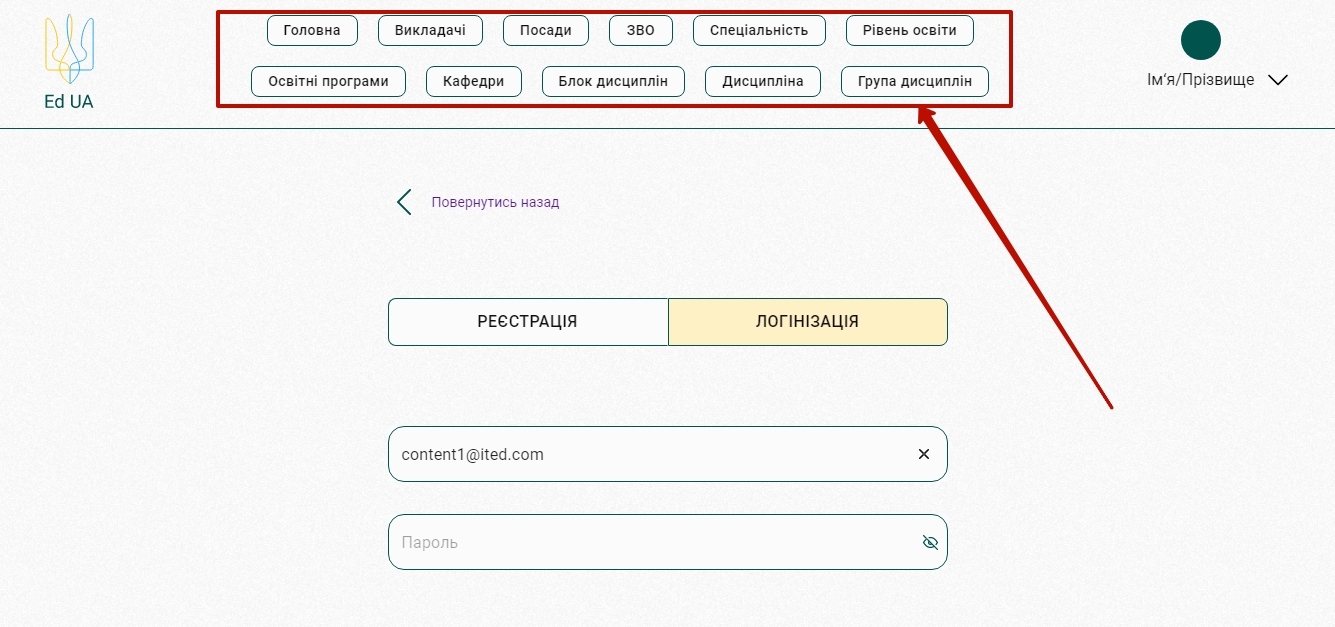 Головна Викладачі Посади ЗВО Спеціальність Рівень освіти
Освітні програми Кафедри Блок дисциплін Дисципліна Група дисциплін
Ed UA
Ім‘я/Прізвище
Повернутись назад
РЕЄСТРАЦІЯ ЛОГІНІЗАЦІЯ
content1@ited.com
Пароль